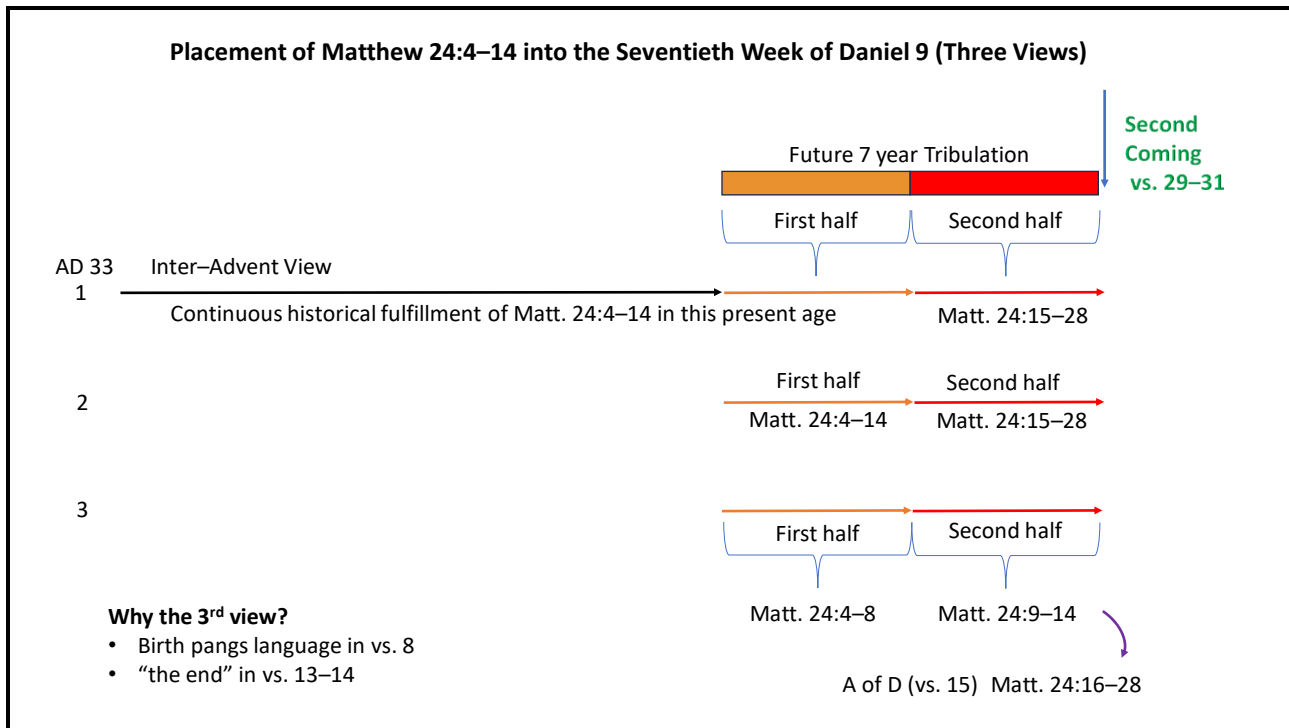 Placement of Matthew 24:4–14 into the Seventieth Week of Daniel 9 (Three Views)
Second
Coming
vs. 29–31
Future 7 year Tribulation
First half
Second half
AD 33
Inter–Advent View
1
Continuous historical fulfillment of Matt. 24:4–14 in this present age
Matt. 24:15–28
First half
Second half
2
Matt. 24:4–14
Matt. 24:15–28
3
First half
Second half
Matt. 24:4–8
Matt. 24:9–14
Why the 3rd view?
• Birth pangs language in vs. 8
• “the end” in vs. 13–14
A of D (vs. 15) Matt. 24:16–28